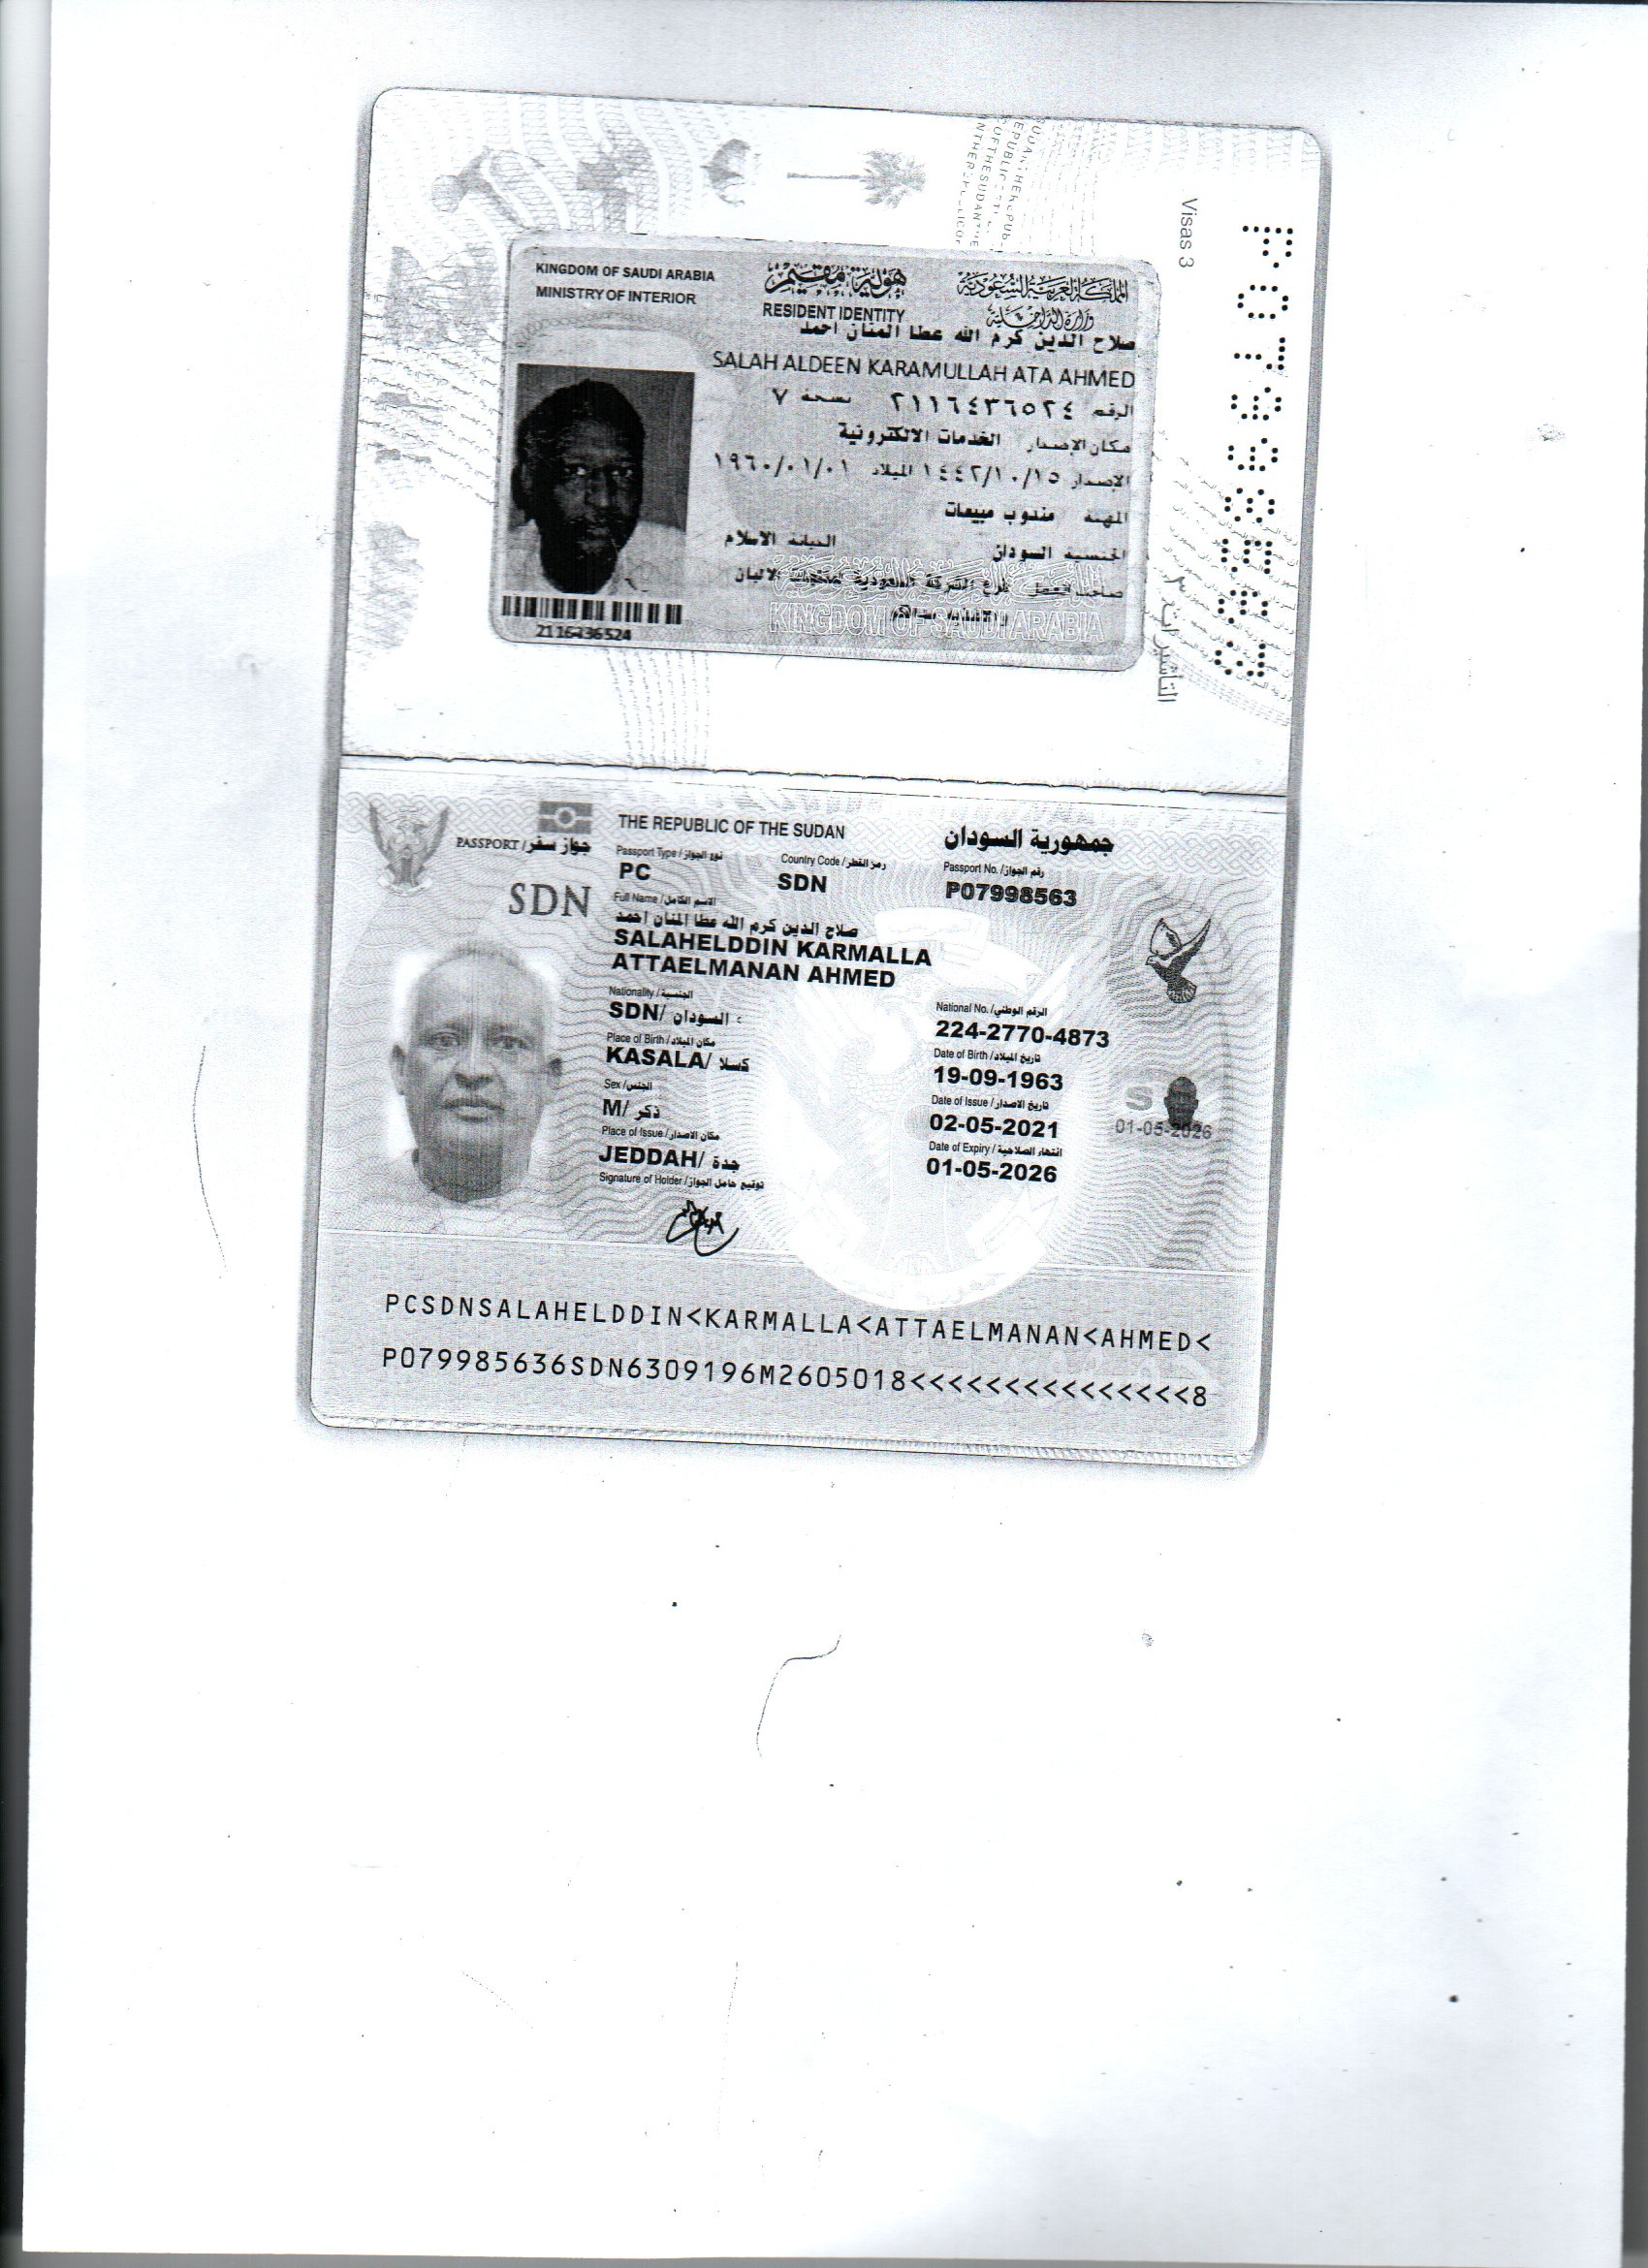 KINGDOM OF SAUDI ARABIA
MINISTRY OF INTERIOR
هوية مقيم
RESIDENT IDENTITY
المملكة العربية السعودية
وزارة الداخلية
صلاح الدين كرم الله عطا المنان احمد
SALAH ALDEEN KARAMULLAH ATA AHMED
الرقم ٢١١٦٤٣٦٥٢٤ نسخة ٧
مكان الإصدار الخدمات الالكترونية
الإصدار ١٤٤٢/١٠/١٥ الميلاد ١٩٦٠/٠١/٠١
المهنة مندوب مبيعات
الجنسية السودان الديانة الاسلام
صاحب العمل فرع الشركة السعودية لمنتجات الالبان
KINGDOM OF SAUDI ARABIA
2116436524
Visas 3
P07998563
THE REPUBLIC OF THE SUDAN
جمهورية السودان
PASSPORT / جواز سفر
SDN
Passport Type / نوع الجواز
PC
Country Code / رمز القطر
SDN
Passport No. / رقم الجواز
P07998563
Full Name / الاسم الكامل
صلاح الدين كرم الله عطا المنان احمد
SALAHELDDIN KARMALLA
ATTAELMANAN AHMED
Nationality / الجنسية
SDN/ السودان
National No. / الرقم الوطني
224-2770-4873
Place of Birth / مكان الميلاد
KASALA/ كسلا
Date of Birth / تاريخ الميلاد
19-09-1963
Sex / الجنس
M/ ذكر
Date of Issue / تاريخ الاصدار
02-05-2021
Place of Issue / مكان الاصدار
JEDDAH/ جدة
Date of Expiry / انتهاء الصلاحية
01-05-2026
S
01-05-2026
Signature of Holder / توقيع حامل الجواز
PCSDNSALAHELDDIN<KARMALLA<ATTAELMANAN<AHMED<
P079985636SDN6309196M2605018<<<<<<<<<<<<<<<8